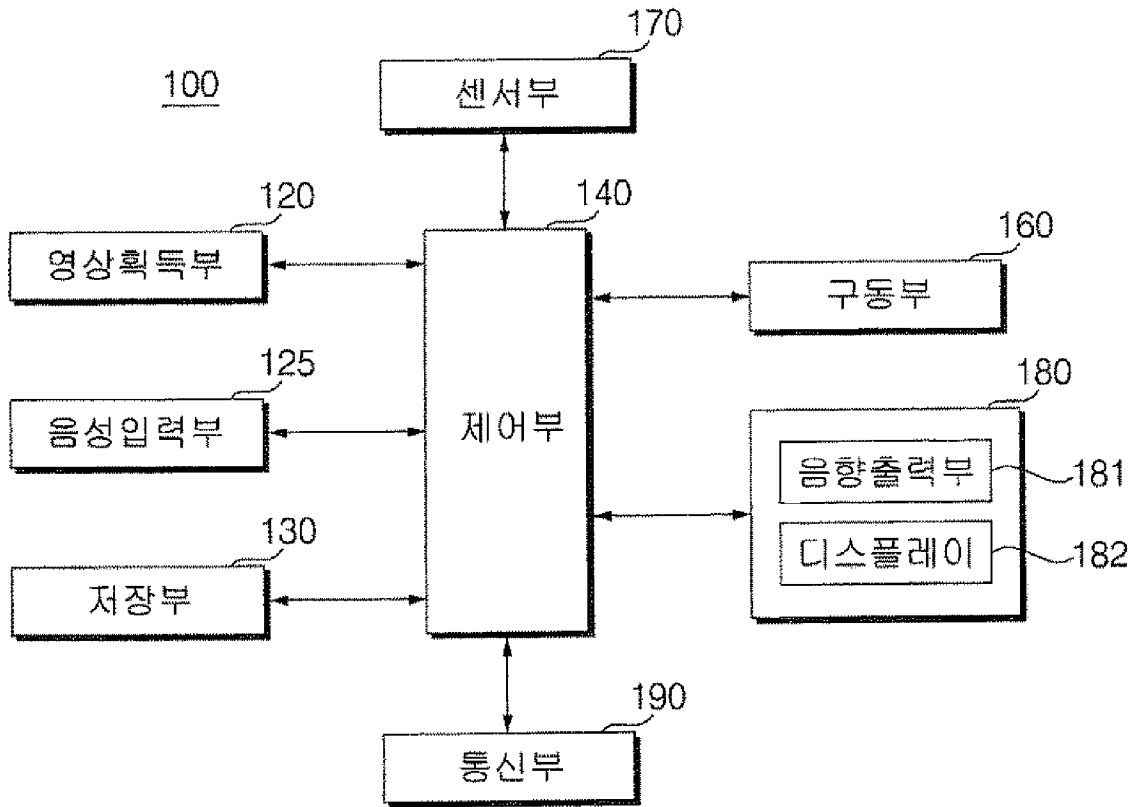 170
100
센서부
120
140
160
영상획득부
구동부
125
180
음성입력부
제어부
음향출력부
181
130
디스플레이
182
저장부
190
통신부